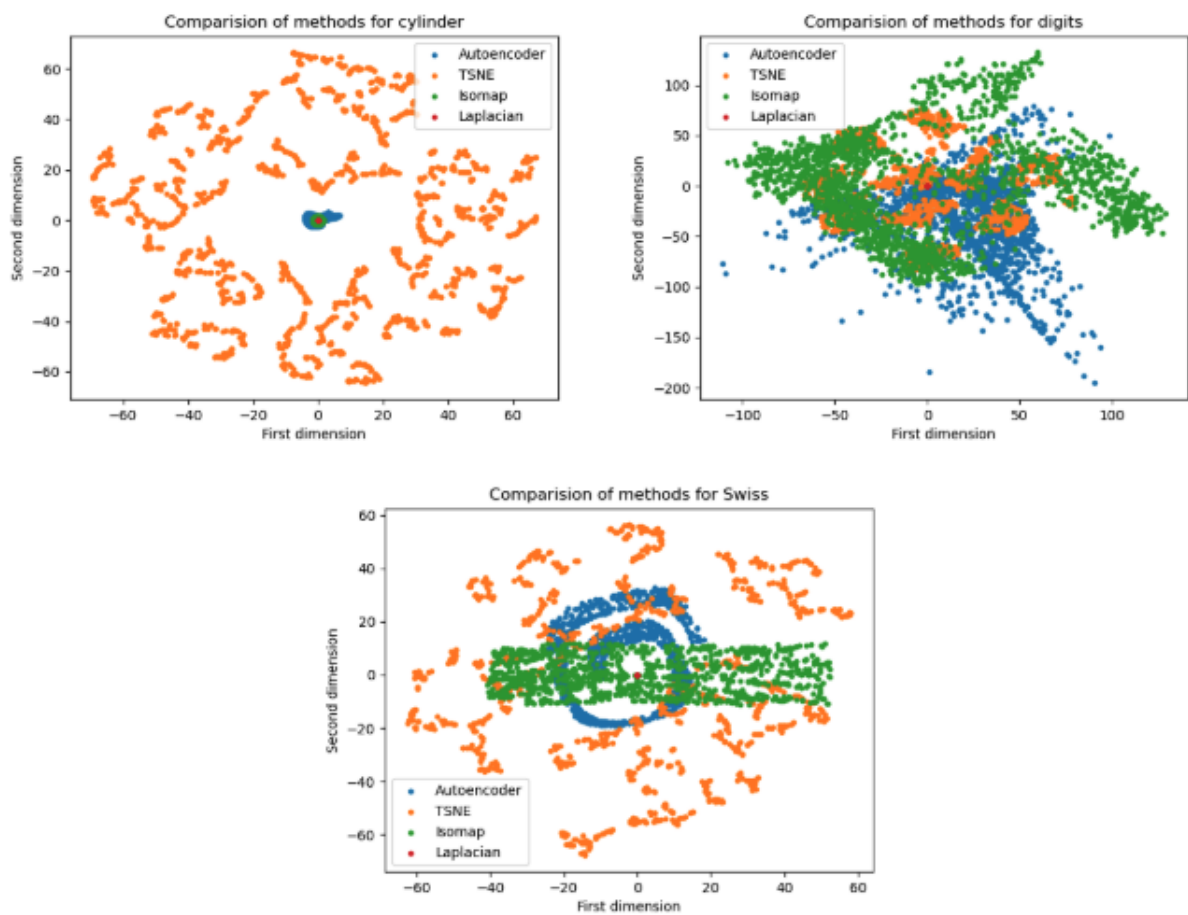 Comparision of methods for cylinder
60
40
20
0
−20
−40
−60
Second dimension
Autoencoder
TSNE
Isomap
Laplacian
−60 −40 −20 0 20 40 60
First dimension
Comparision of methods for digits
100
50
0
−50
−100
−150
−200
Second dimension
Autoencoder
TSNE
Isomap
Laplacian
−100 −50 0 50 100
First dimension
Comparision of methods for Swiss
60
40
20
0
−20
−40
−60
Second dimension
Autoencoder
TSNE
Isomap
Laplacian
−60 −40 −20 0 20 40 60
First dimension